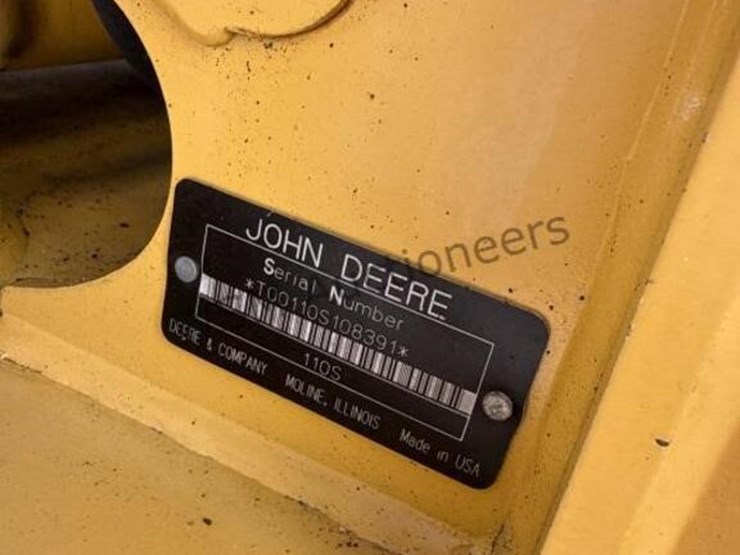 JOHN DEERE
Serial Number
*T00110S108391*
110S
DEERE & COMPANY MOLINE, ILLINOIS Made in USA